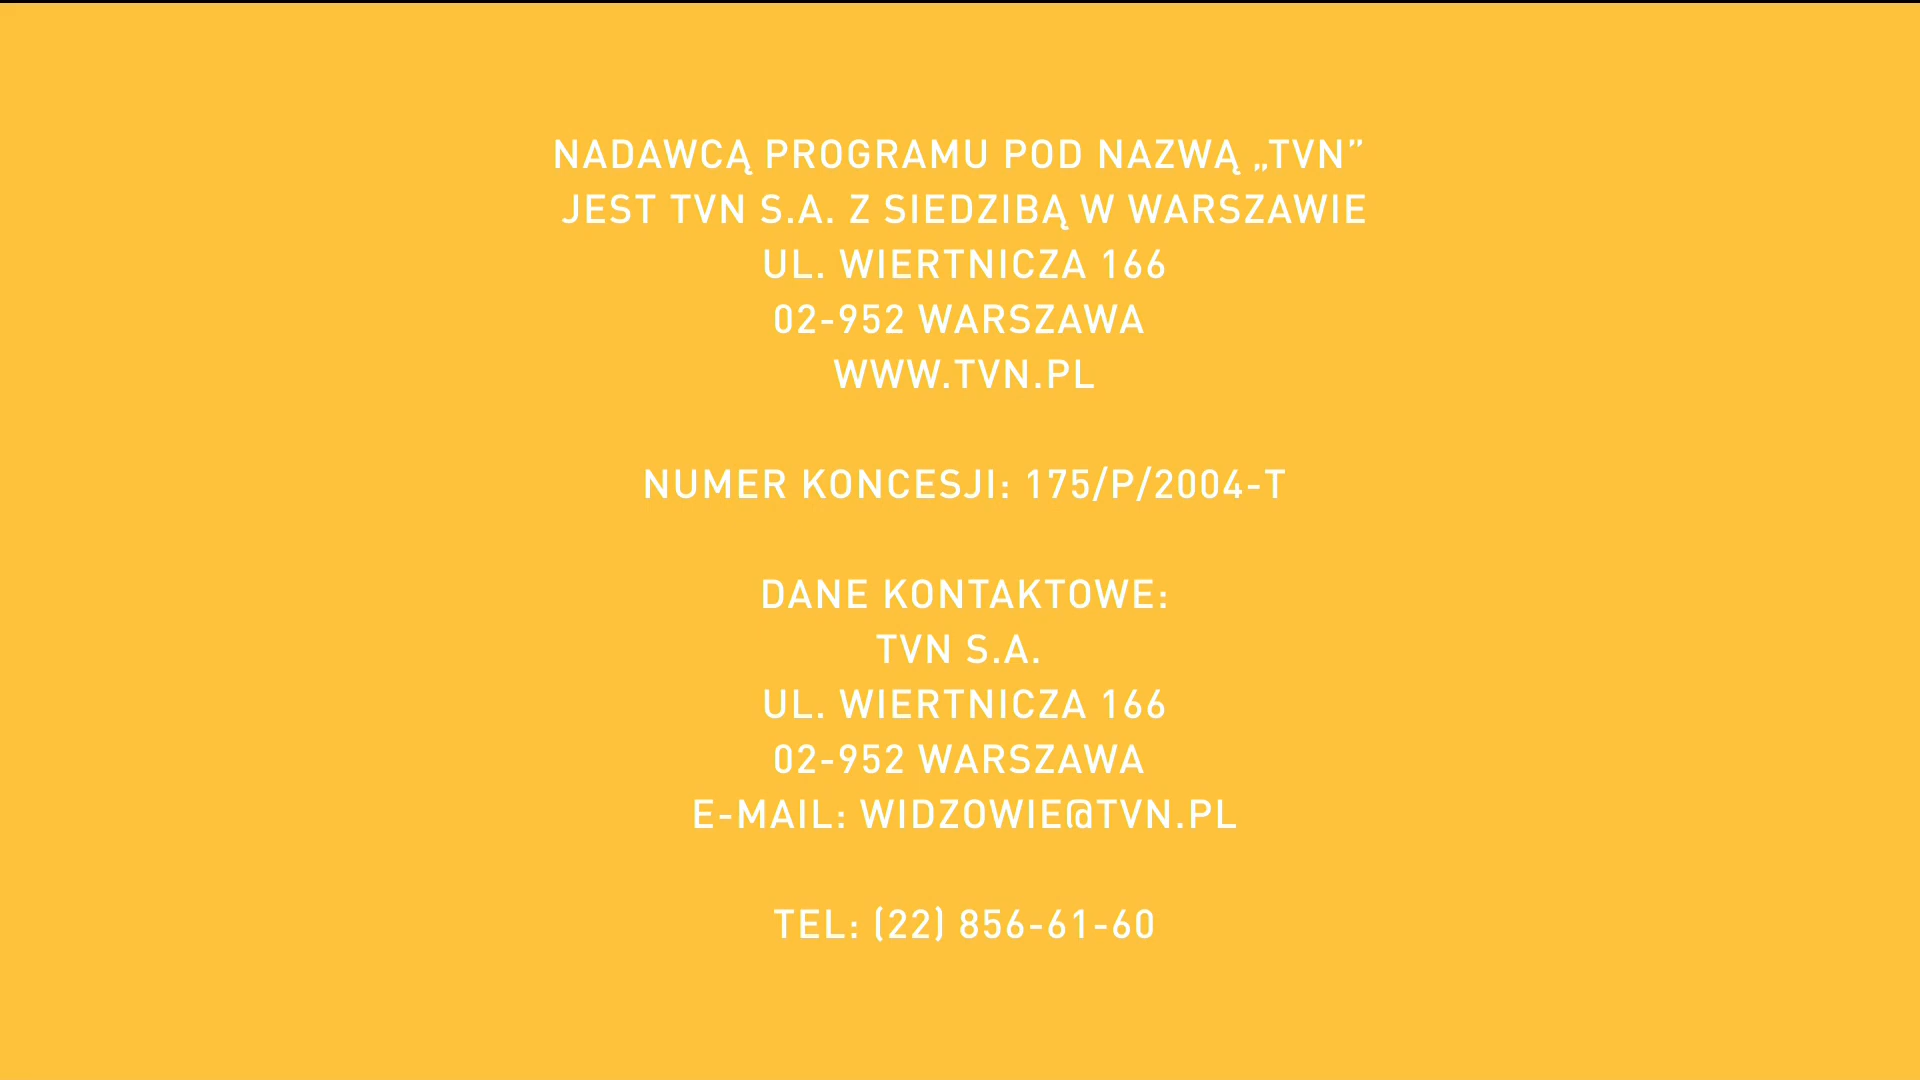 NADAWCĄ PROGRAMU POD NAZWĄ „TVN”
JEST TVN S.A. Z SIEDZIBĄ W WARSZAWIE
UL. WIERTNICZA 166
02-952 WARSZAWA
WWW.TVN.PL
NUMER KONCESJI: 175/P/2004-T
DANE KONTAKTOWE:
TVN S.A.
UL. WIERTNICZA 166
02-952 WARSZAWA
E-MAIL: WIDZOWIE@TVN.PL
TEL: (22) 856-61-60